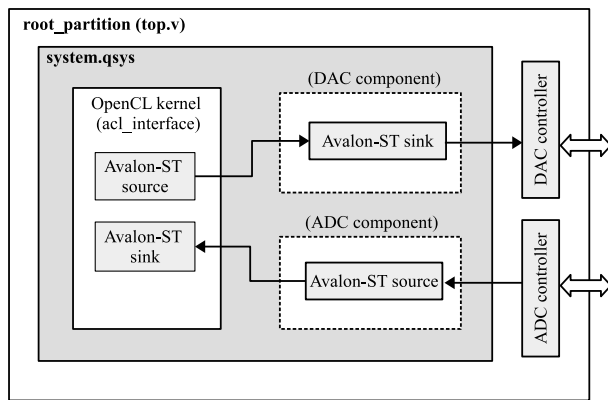 root_partition (top.v)
system.qsys
OpenCL kernel
(acl_interface)
Avalon-ST
source
Avalon-ST
sink
(DAC component)
Avalon-ST sink
(ADC component)
Avalon-ST source
DAC controller
ADC controller